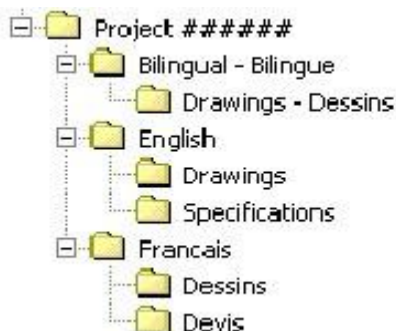 Project ######
Bilingual - Bilingue
Drawings - Dessins
English
Drawings
Specifications
Francais
Dessins
Devis